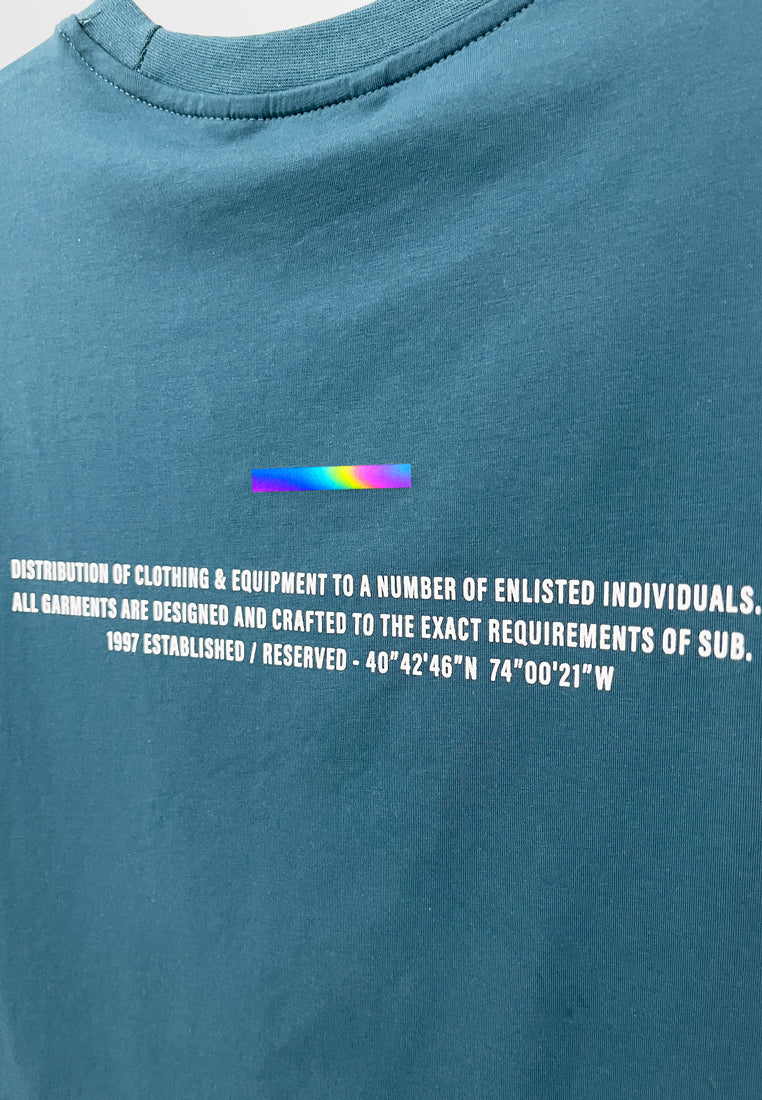 DISTRIBUTION OF CLOTHING & EQUIPMENT TO A NUMBER OF ENLISTED INDIVIDUALS.
ALL GARMENTS ARE DESIGNED AND CRAFTED TO THE EXACT REQUIREMENTS OF SUB.
1997 ESTABLISHED / RESERVED - 40"42'46"N 74"00'21"W